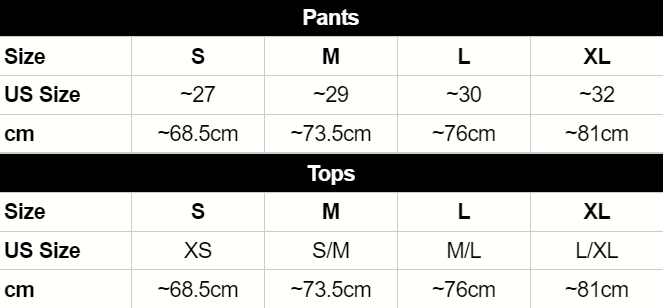 Pants
Size S M L XL
US Size ~27 ~29 ~30 ~32
cm ~68.5cm ~73.5cm ~76cm ~81cm
Tops
Size S M L XL
US Size XS S/M M/L L/XL
cm ~68.5cm ~73.5cm ~76cm ~81cm